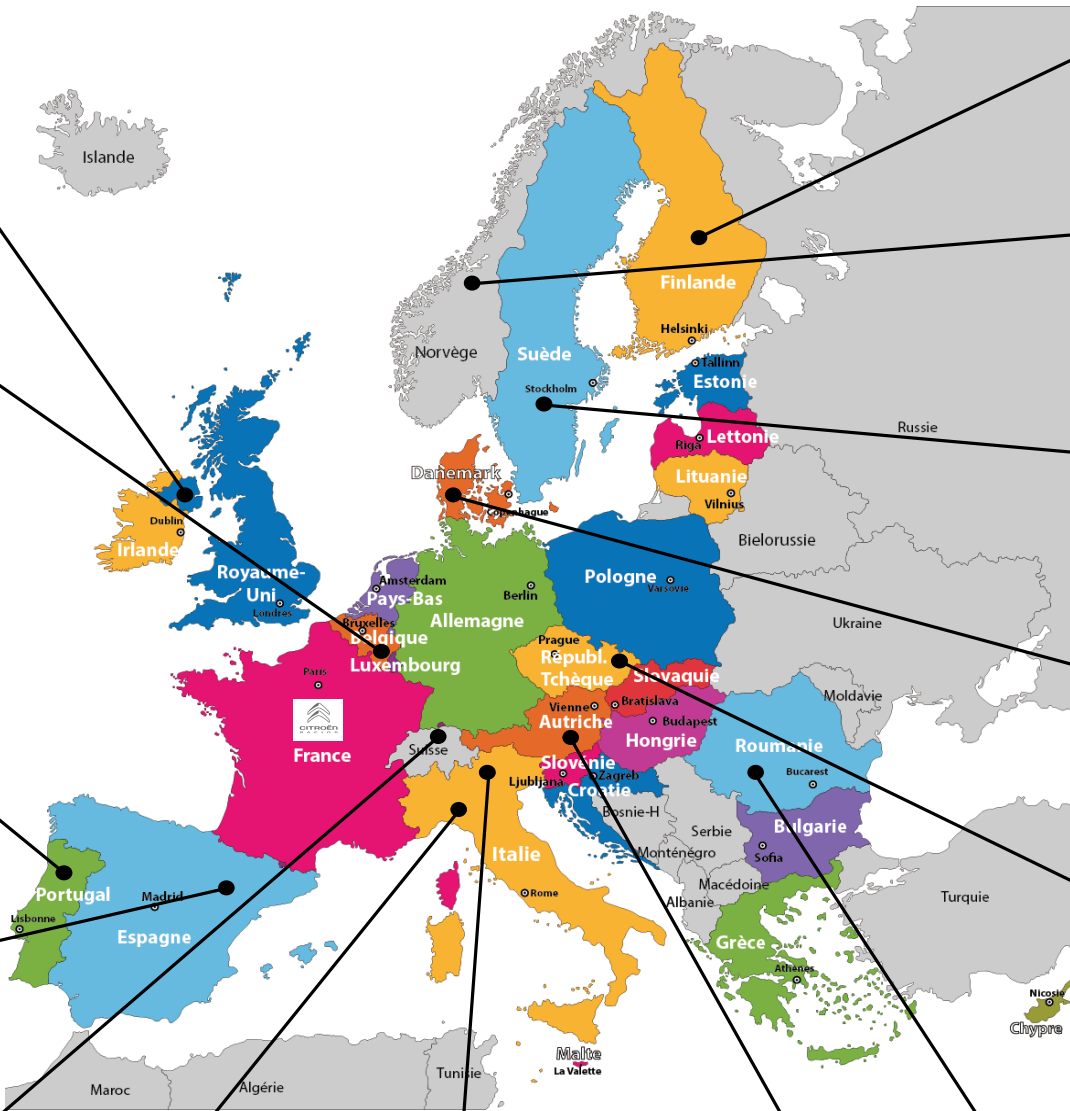 Islande
Finlande
Helsinki
Norvège
Suède
Stockholm
Tallinn
Estonie
Russie
Riga
Lettonie
Lituanie
Vilnius
Danemark
Copenhague
Dublin
Irlande
Royaume-
Uni
Londres
Amsterdam
Pays-Bas
Berlin
Allemagne
Pologne
Varsovie
Bielorussie
Ukraine
Bruxelles
Belgique
Luxembourg
Prague
Républ.
Tchèque
Slovaquie
Paris
CITROËN
RACING
France
Vienne
Bratislava
Autriche
Budapest
Hongrie
Moldavie
Suisse
Slovénie
Ljubljana
Zagreb
Croatie
Roumanie
Bucarest
Bosnie-H
Serbie
Bulgarie
Sofia
Monténégro
Italie
Macédoine
Albanie
Rome
Turquie
Portugal
Madrid
Lisbonne
Espagne
Grèce
Athènes
Nicosie
Chypre
Malte
La Valette
Maroc
Algérie
Tunisie